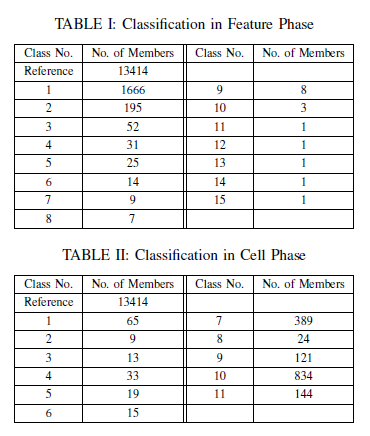 TABLE I: Classification in Feature Phase
Class No. No. of Members Class No. No. of Members
Reference 13414
1 1666 9 8
2 195 10 3
3 52 11 1
4 31 12 1
5 25 13 1
6 14 14 1
7 9 15 1
8 7
TABLE II: Classification in Cell Phase
Class No. No. of Members Class No. No. of Members
Reference 13414
1 65 7 389
2 9 8 24
3 13 9 121
4 33 10 834
5 19 11 144
6 15